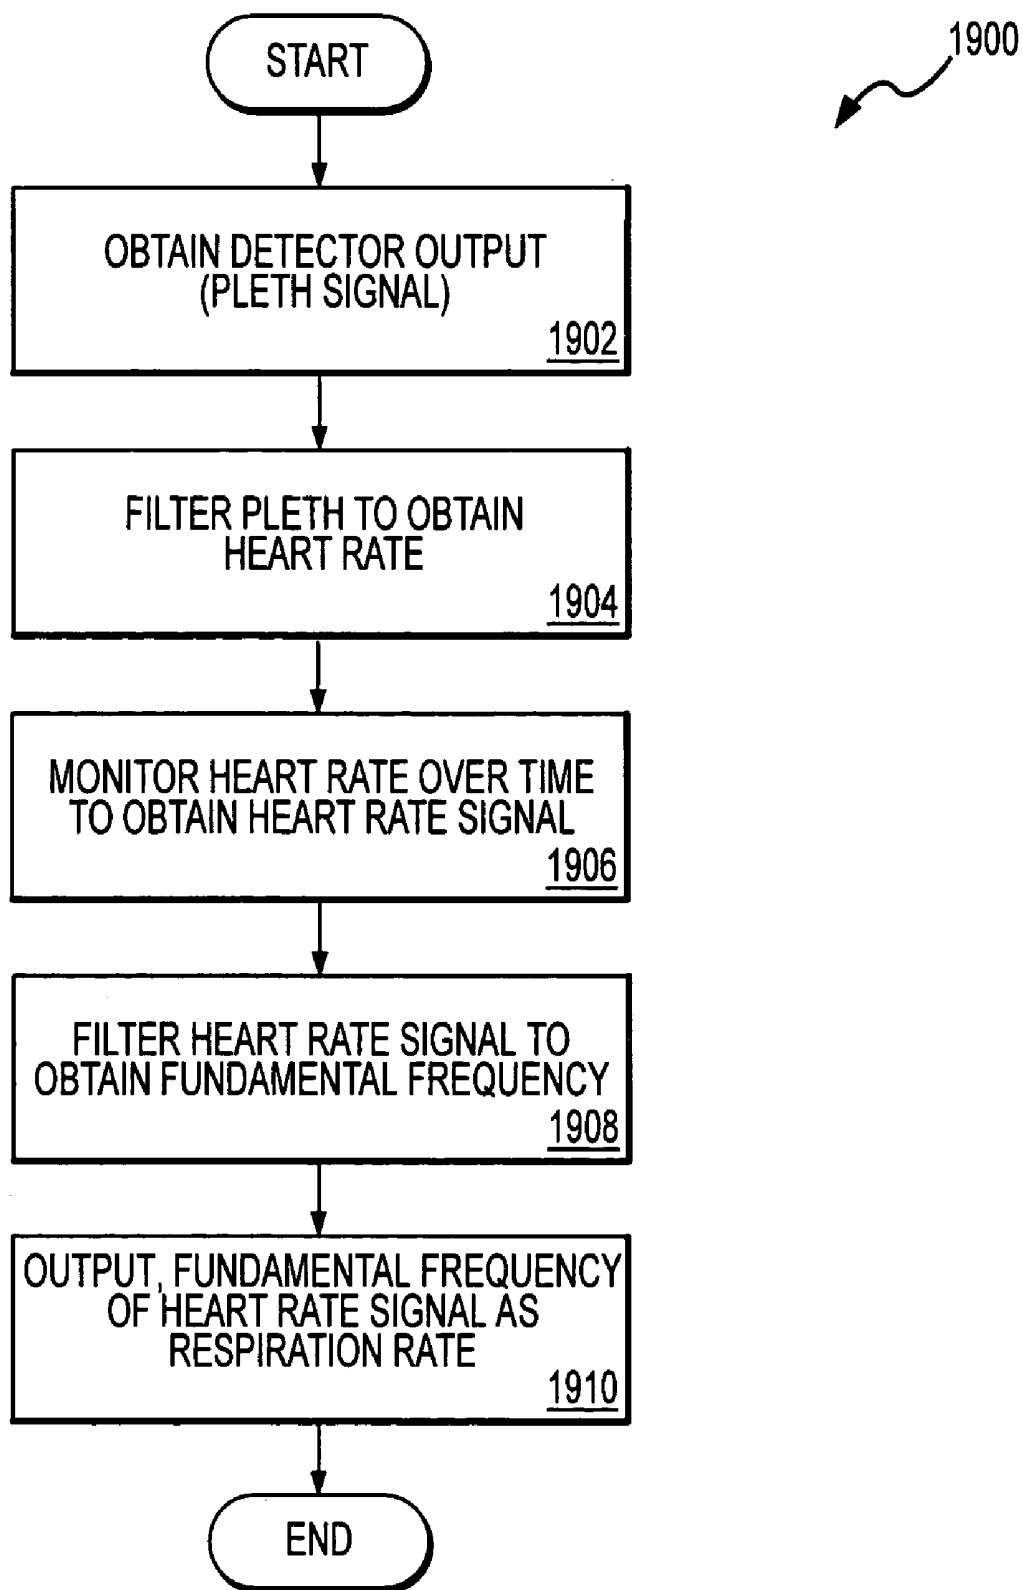 START
1900
OBTAIN DETECTOR OUTPUT
(PLETH SIGNAL)
1902
FILTER PLETH TO OBTAIN
HEART RATE
1904
MONITOR HEART RATE OVER TIME
TO OBTAIN HEART RATE SIGNAL
1906
FILTER HEART RATE SIGNAL TO
OBTAIN FUNDAMENTAL FREQUENCY
1908
OUTPUT, FUNDAMENTAL FREQUENCY
OF HEART RATE SIGNAL AS
RESPIRATION RATE
1910
END